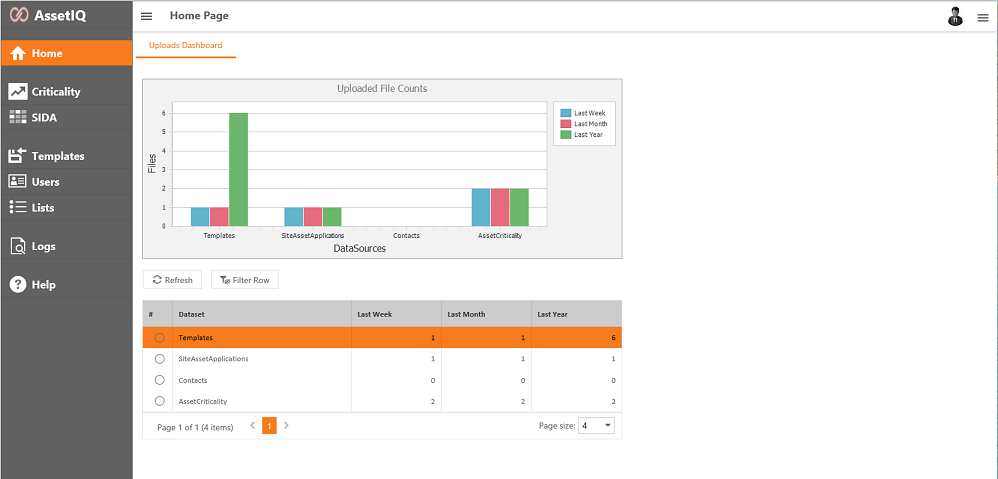 AssetIQ
Home Page
Home
Criticality
SIDA
Templates
Users
Lists
Logs
Help
Uploads Dashboard
Uploaded File Counts
Files
6
5
4
3
2
1
0
Templates SiteAssetApplications Contacts AssetCriticality
DataSources
Last Week
Last Month
Last Year
Refresh Filter Row
# Dataset Last Week Last Month Last Year
Templates 1 1 6
SiteAssetApplications 1 1 1
Contacts 0 0 0
AssetCriticality 2 2 2
Page 1 of 1 (4 items) 1 Page size: 4